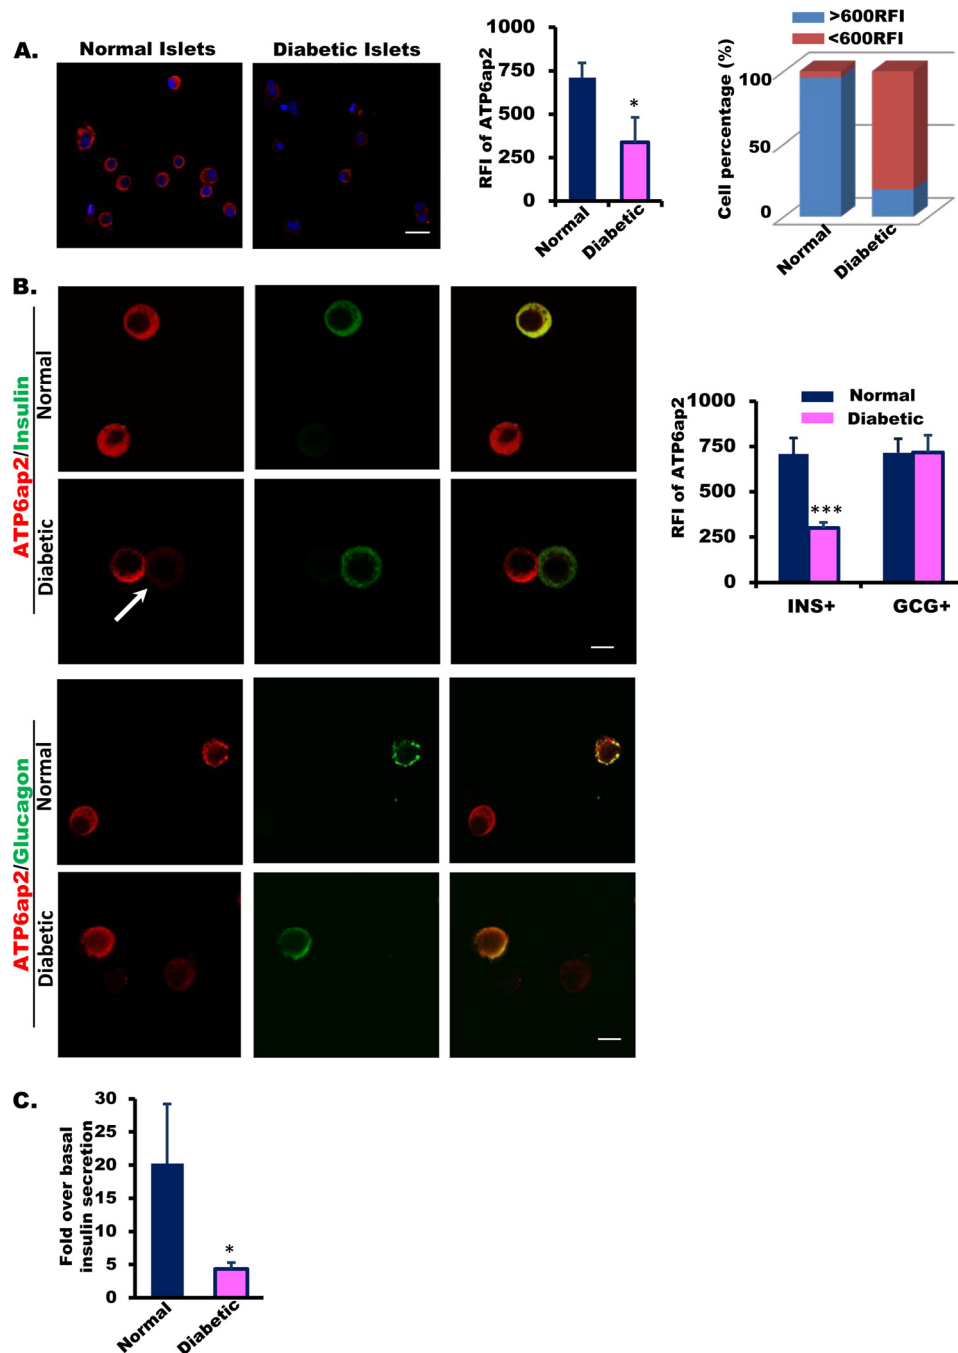 A.
Normal Islets
Diabetic Islets
RFI of ATP6ap2
1000
750
500
250
0
*
Normal
Diabetic
>600RFI
<600RFI
Cell percentage (%)
100
50
0
Normal
Diabetic
B.
ATP6ap2/Insulin
Normal
Diabetic
RFI of ATP6ap2
1000
750
500
250
0
Normal
Diabetic
***
INS+
GCG+
ATP6ap2/Glucagon
Normal
Diabetic
C.
Fold over basal
insulin secretion
30
25
20
15
10
5
0
*
Normal
Diabetic